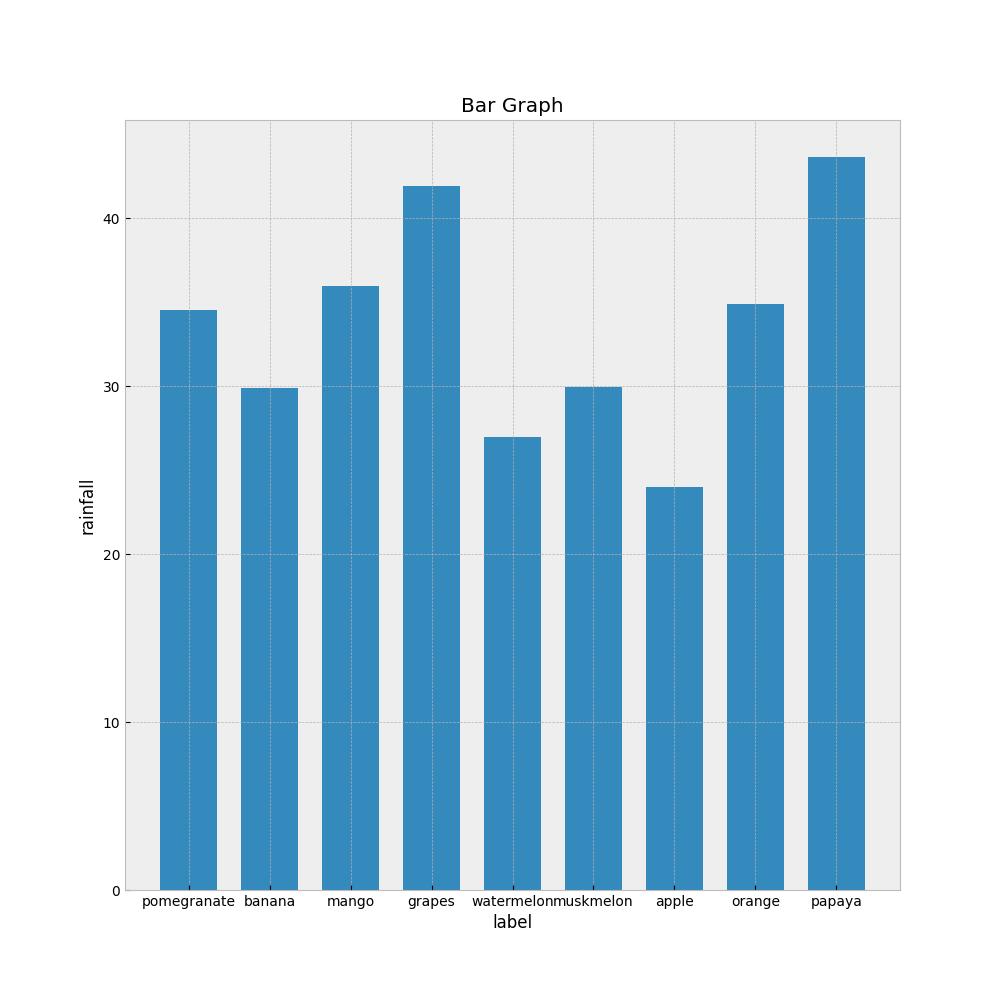 Bar Graph
40
30
20
10
0
rainfall
pomegranate banana mango grapes watermelon muskmelon apple orange papaya
label